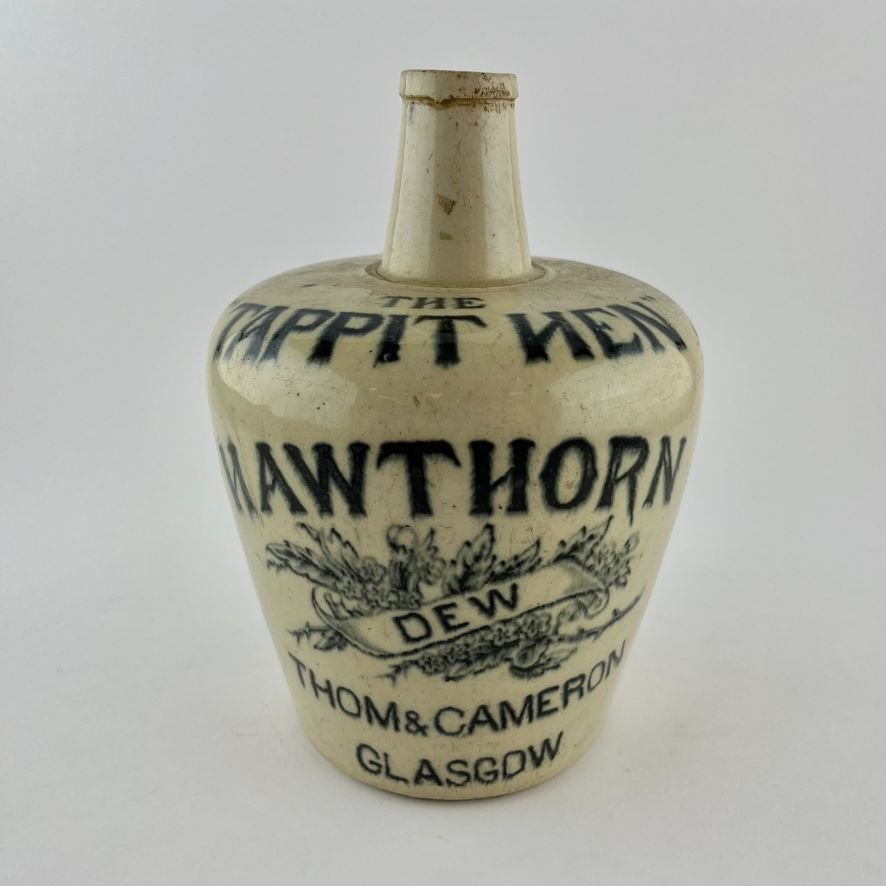 THE
"TAPPIT HEN"
HAWTHORN
DEW
THOM & CAMERON
GLASGOW